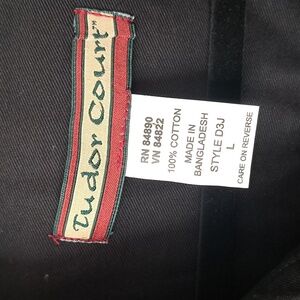 Tudor Court™
RN 84890
VN 84822
100% COTTON
MADE IN
BANGLADESH
STYLE D3J
L
CARE ON REVERSE